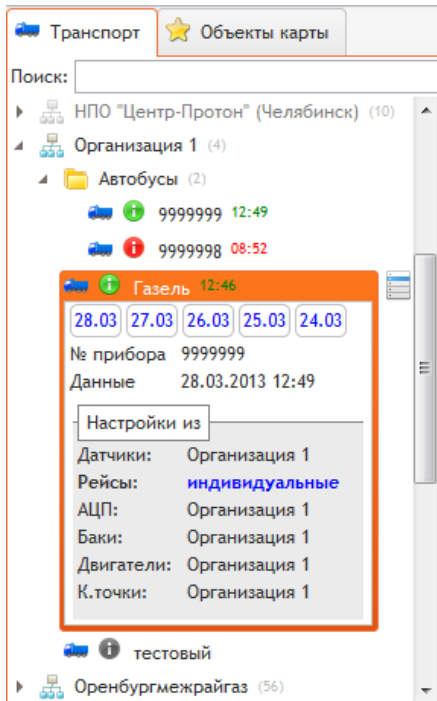 Транспорт Объекты карты
Поиск:
НПО "Центр-Протон" (Челябинск) (10)
Организация 1 (4)
Автобусы (2)
9999999 12:49
9999998 08:52
Газель 12:46
28.03 27.03 26.03 25.03 24.03
№ прибора 9999999
Данные 28.03.2013 12:49
Настройки из
Датчики: Организация 1
Рейсы: индивидуальные
АЦП: Организация 1
Баки: Организация 1
Двигатели: Организация 1
К.точки: Организация 1
тестовый
Оренбургмежрайгаз (56)